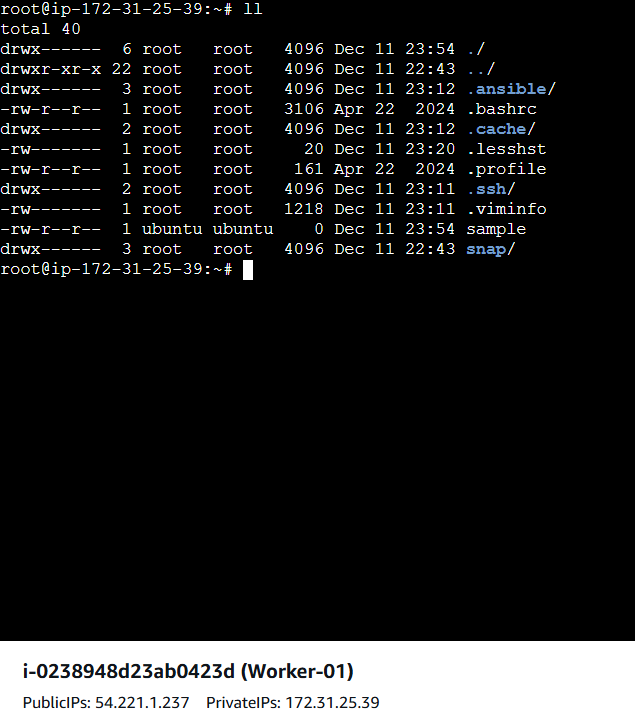 root@ip-172-31-25-39:~# ll
total 40
drwx------  6 root   root   4096 Dec 11 23:54 ./
drwxr-xr-x 22 root   root   4096 Dec 11 22:43 ../
drwx------  3 root   root   4096 Dec 11 23:12 .ansible/
-rw-r--r--  1 root   root   3106 Apr 22  2024 .bashrc
drwx------  2 root   root   4096 Dec 11 23:12 .cache/
-rw-------  1 root   root     20 Dec 11 23:20 .lesshst
-rw-r--r--  1 root   root    161 Apr 22  2024 .profile
drwx------  2 root   root   4096 Dec 11 23:11 .ssh/
-rw-------  1 root   root   1218 Dec 11 23:11 .viminfo
-rw-r--r--  1 ubuntu ubuntu    0 Dec 11 23:54 sample
drwx------  3 root   root   4096 Dec 11 22:43 snap/
root@ip-172-31-25-39:~#
i-0238948d23ab0423d (Worker-01)
PublicIPs: 54.221.1.237 PrivateIPs: 172.31.25.39